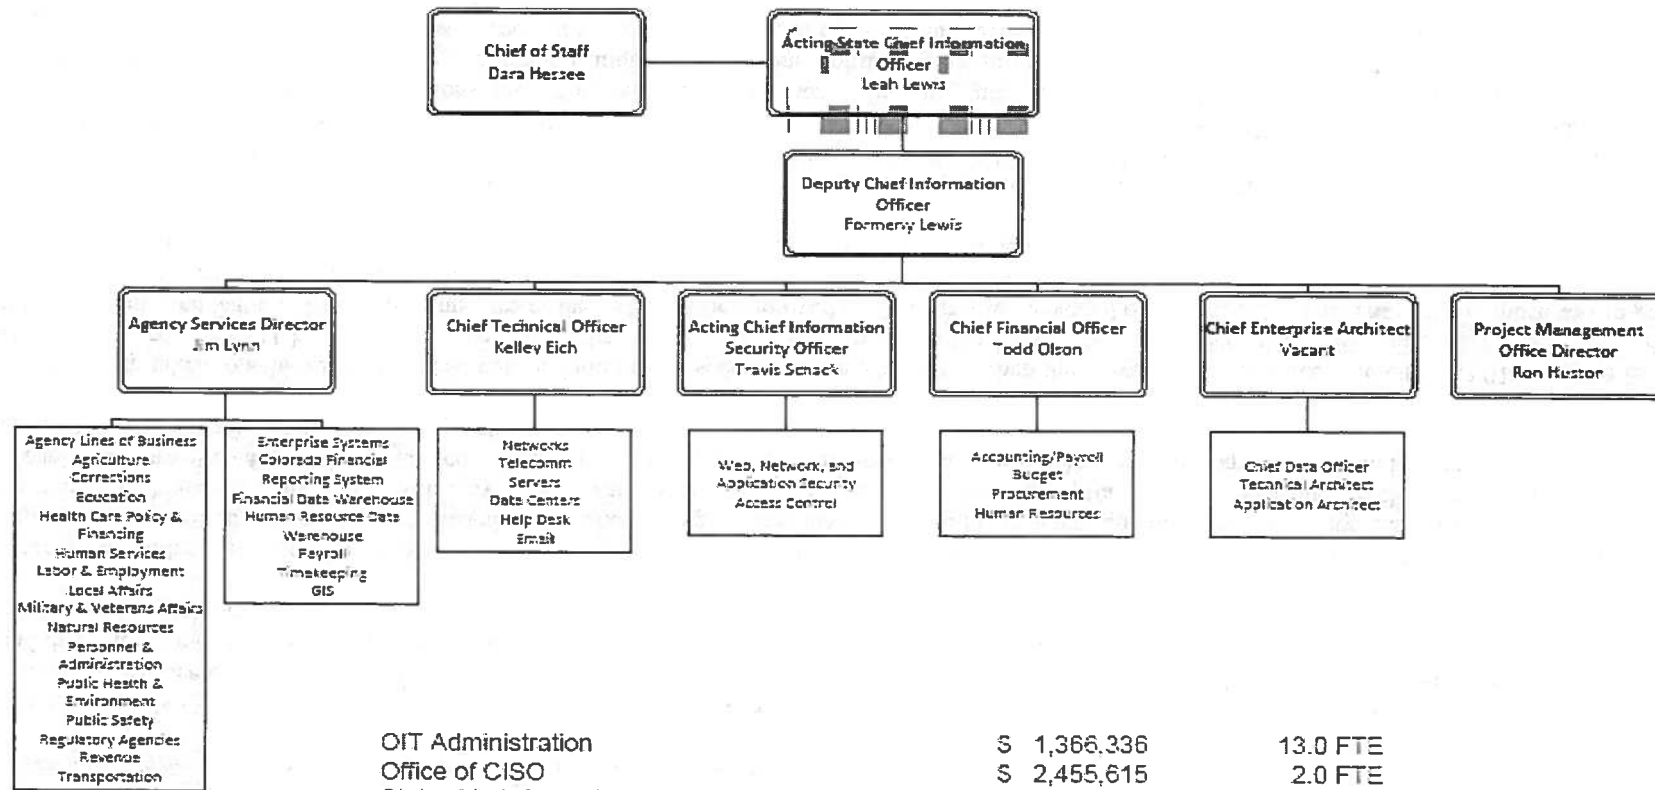 Chief of Staff
Dara Hessee
Acting State Chief Information
Officer
Leah Lewis
Deputy Chief Information
Officer
Formerly Lewis
Agency Services Director
Jim Lynn
Chief Technical Officer
Kelley Eich
Acting Chief Information
Security Officer
Travis Schack
Chief Financial Officer
Todd Olson
Chief Enterprise Architect
Vacant
Project Management
Office Director
Ron Huston
Agency Lines of Business
Agriculture
Corrections
Education
Health Care Policy &
Financing
Human Services
Labor & Employment
Local Affairs
Military & Veterans Affairs
Natural Resources
Personnel &
Administration
Public Health &
Environment
Public Safety
Regulatory Agencies
Revenue
Transportation
Enterprise Systems
Colorado Financial
Reporting System
Financial Data Warehouse
Human Resource Data
Warehouse
Payroll
Timekeeping
GIS
Networks
Telecomm
Servers
Data Centers
Help Desk
Email
Web, Network, and
Application Security
Access Control
Accounting/Payroll
Budget
Procurement
Human Resources
Chief Data Officer
Technical Architect
Application Architect
OIT Administration $ 1,366,336 13.0 FTE
Office of CISO $ 2,455,615 2.0 FTE